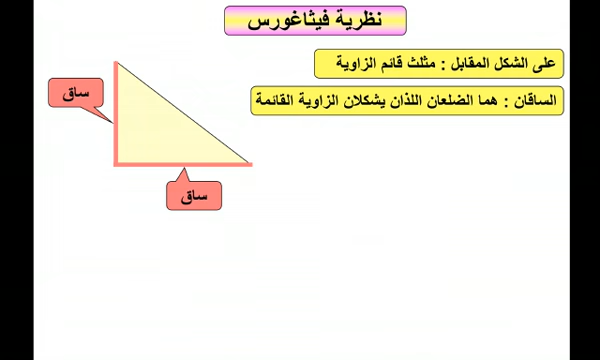 نظرية فيثاغورس
على الشكل المقابل : مثلث قائم الزاوية
الساقان : هما الضلعان اللذان يشكلان الزاوية القائمة
ساق
ساق